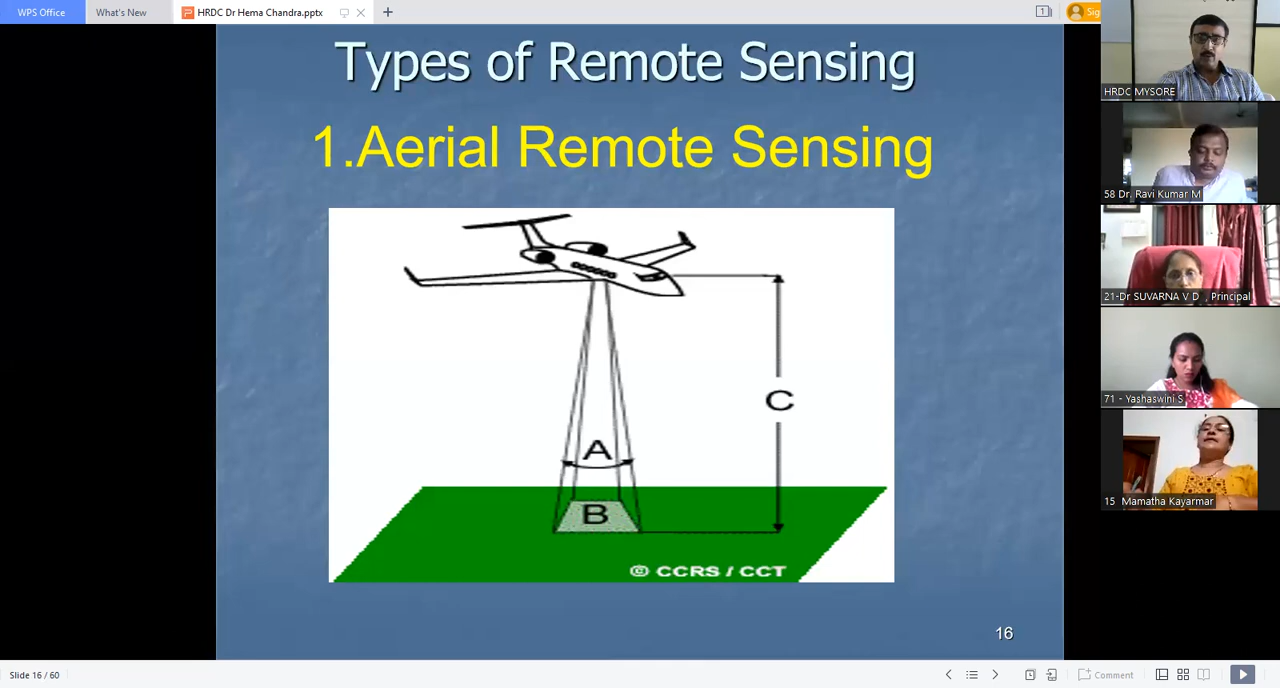 WPS Office
What's New
HRDC Dr Hema Chandra.pptx
1
Sig
Types of Remote Sensing
1.Aerial Remote Sensing
C
A
B
© CCRS / CCT
16
HRDC MYSORE
58 Dr. Ravi Kumar M
21-Dr SUVARNA V D , Principal
71 - Yashaswini S
15 Mamatha Kayarmar
Slide 16 / 60
Comment